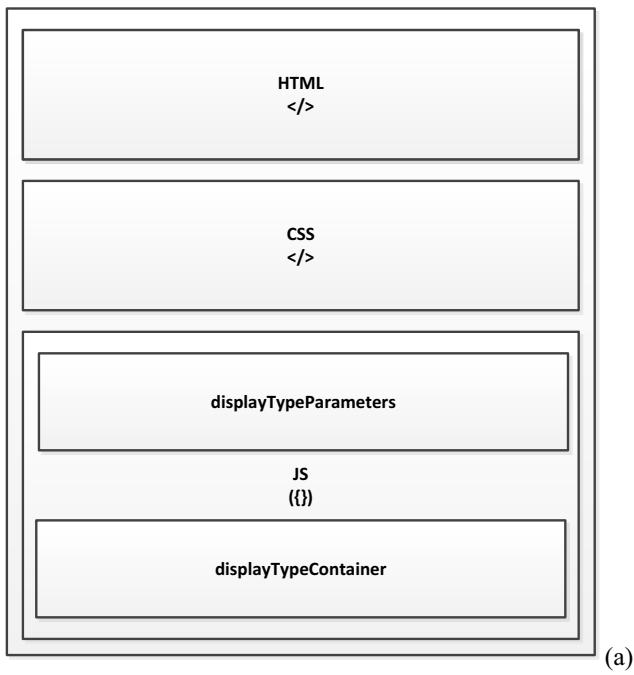 HTML
</>
CSS
</>
displayTypeParameters
JS
({})
displayTypeContainer
(a)